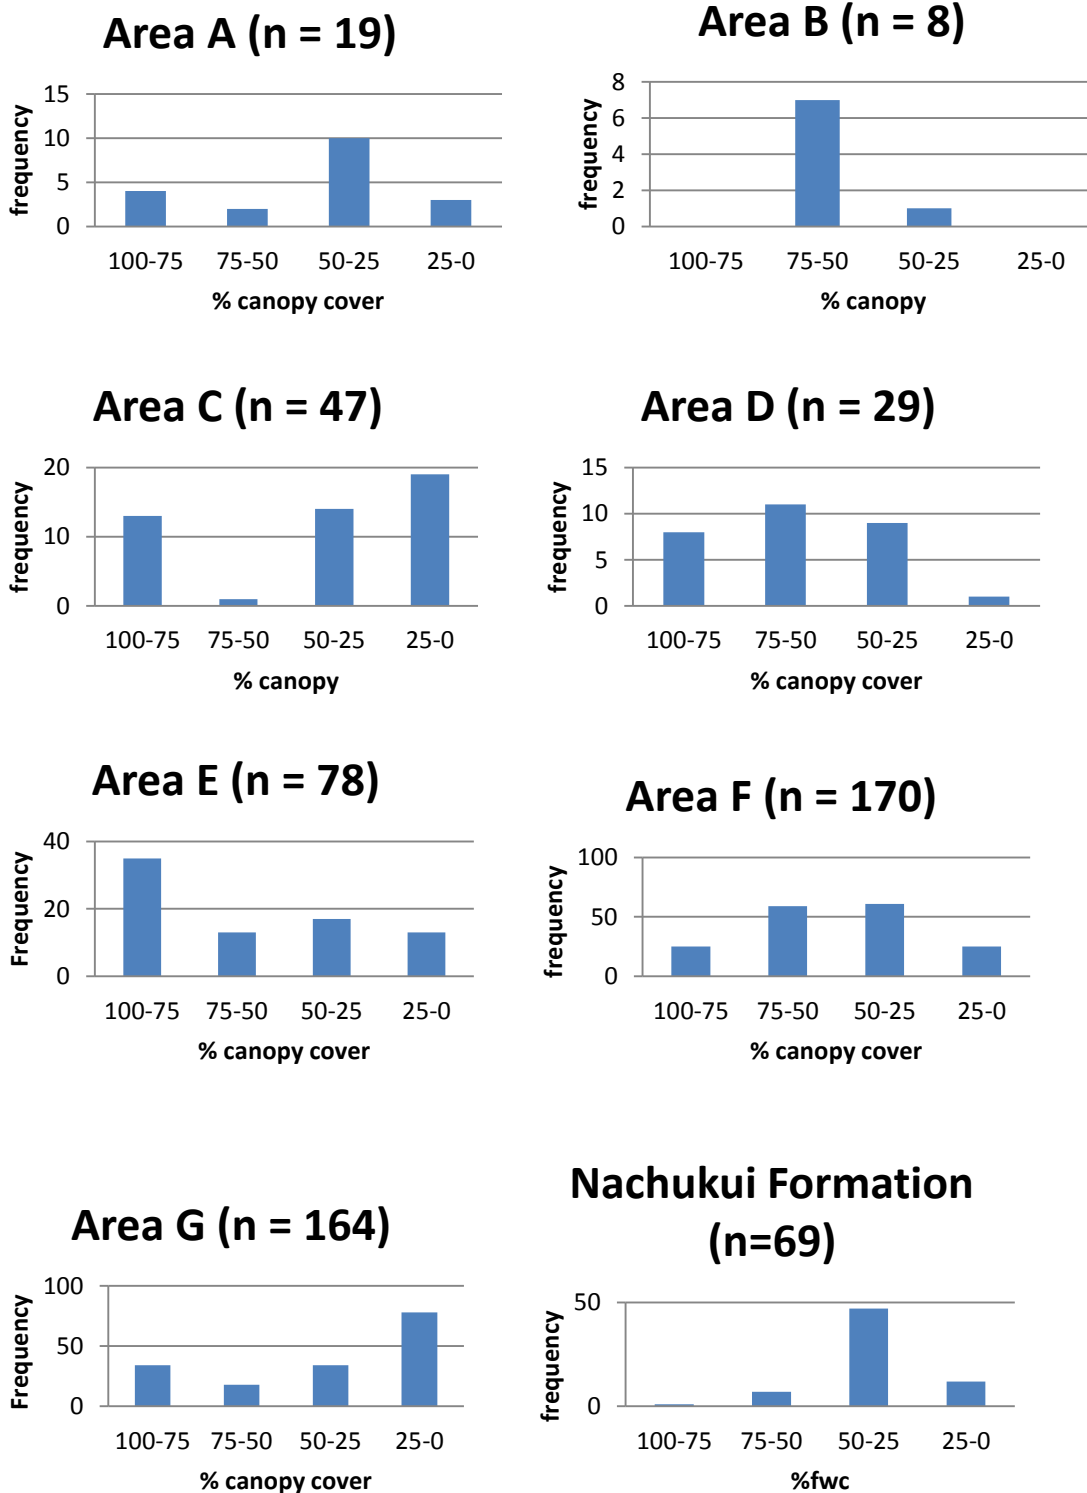 Area A (n = 19)
frequency
15
10
5
0
100-75 75-50 50-25 25-0
% canopy cover
Area B (n = 8)
frequency
8
6
4
2
0
100-75 75-50 50-25 25-0
% canopy
Area C (n = 47)
frequency
20
10
0
100-75 75-50 50-25 25-0
% canopy
Area D (n = 29)
frequency
15
10
5
0
100-75 75-50 50-25 25-0
% canopy cover
Area E (n = 78)
Frequency
40
20
0
100-75 75-50 50-25 25-0
% canopy cover
Area F (n = 170)
frequency
100
50
0
100-75 75-50 50-25 25-0
% canopy cover
Area G (n = 164)
Frequency
100
50
0
100-75 75-50 50-25 25-0
% canopy cover
Nachukui Formation
(n=69)
frequency
50
0
100-75 75-50 50-25 25-0
%fwc